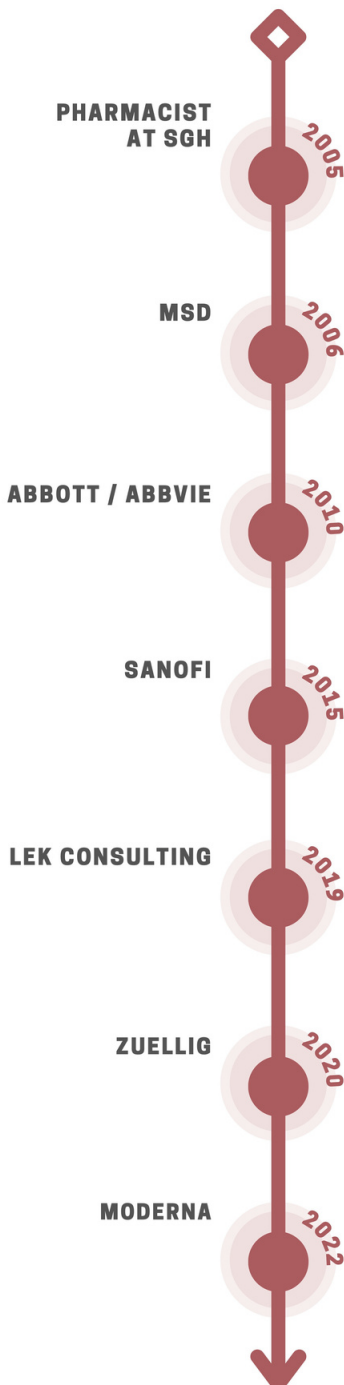 PHARMACIST
AT SGH
2005
MSD
2006
ABBOTT / ABBVIE
2010
SANOFI
2015
LEK CONSULTING
2019
ZUELLIG
2020
MODERNA
2022